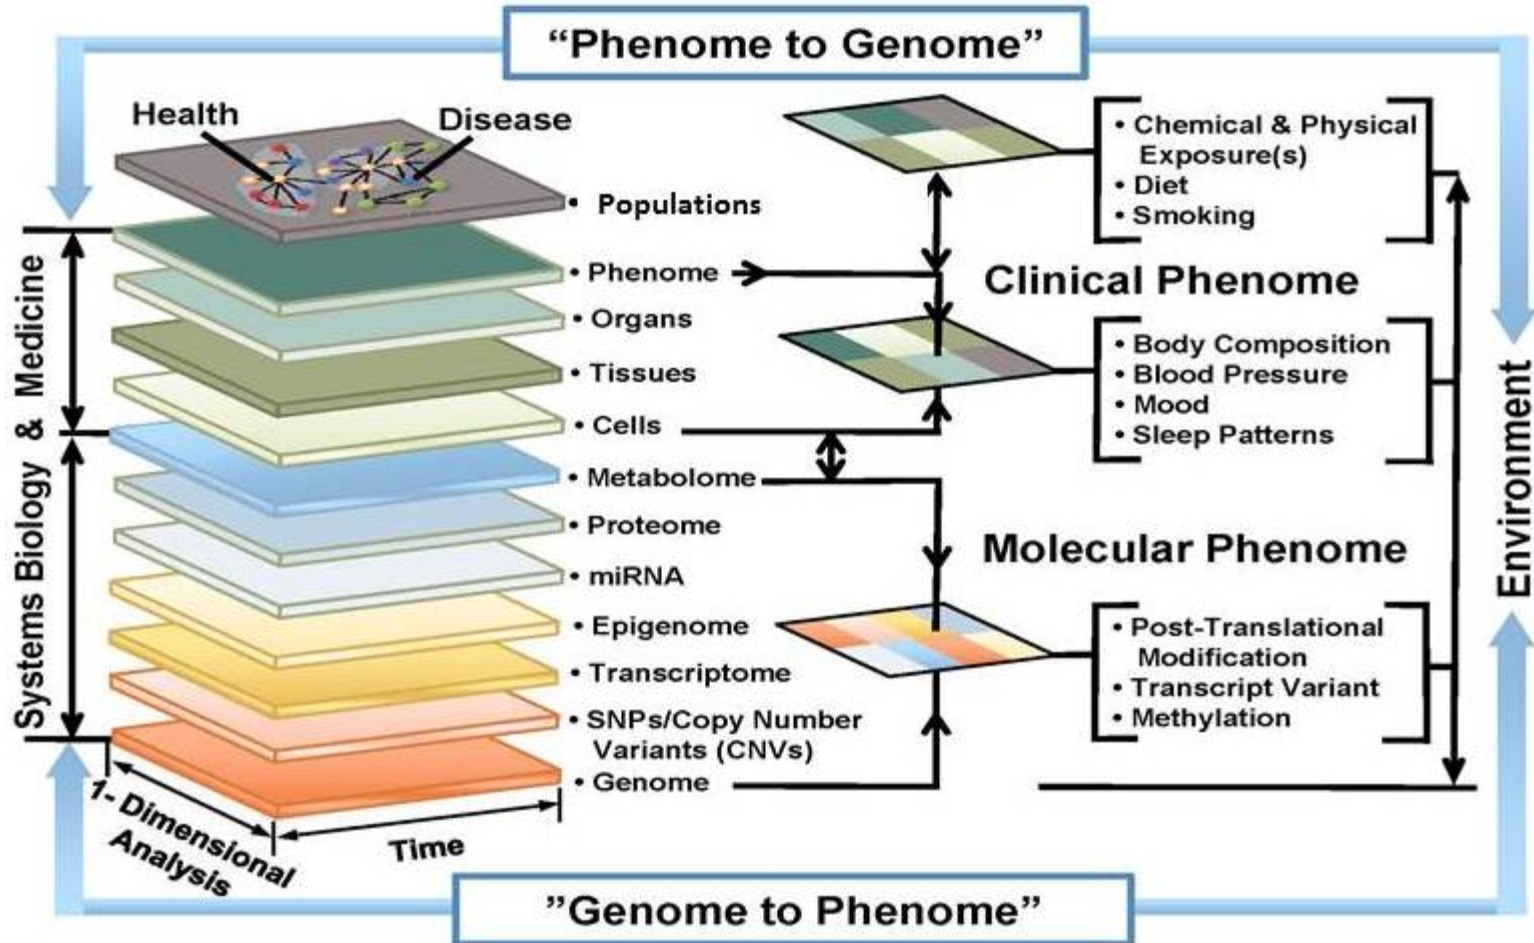 “Phenome to Genome”
Health
Disease
• Populations
• Phenome
• Organs
• Tissues
• Cells
• Metabolome
• Proteome
• miRNA
• Epigenome
• Transcriptome
• SNPs/Copy Number
Variants (CNVs)
• Genome
Systems Biology & Medicine
1- Dimensional
Analysis
Time
• Chemical & Physical
Exposure(s)
• Diet
• Smoking
Clinical Phenome
• Body Composition
• Blood Pressure
• Mood
• Sleep Patterns
Molecular Phenome
• Post-Translational
Modification
• Transcript Variant
• Methylation
Environment
”Genome to Phenome”